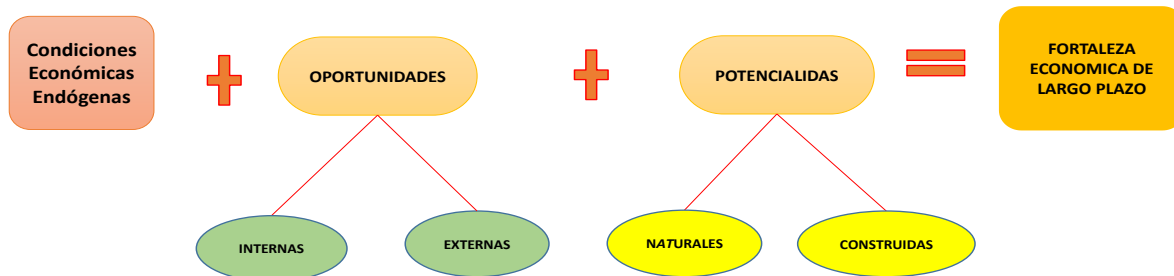 Condiciones
Económicas
Endógenas
+
OPORTUNIDADES
+
POTENCIALIDAS
=
FORTALEZA
ECONOMICA DE
LARGO PLAZO
INTERNAS
EXTERNAS
NATURALES
CONSTRUIDAS